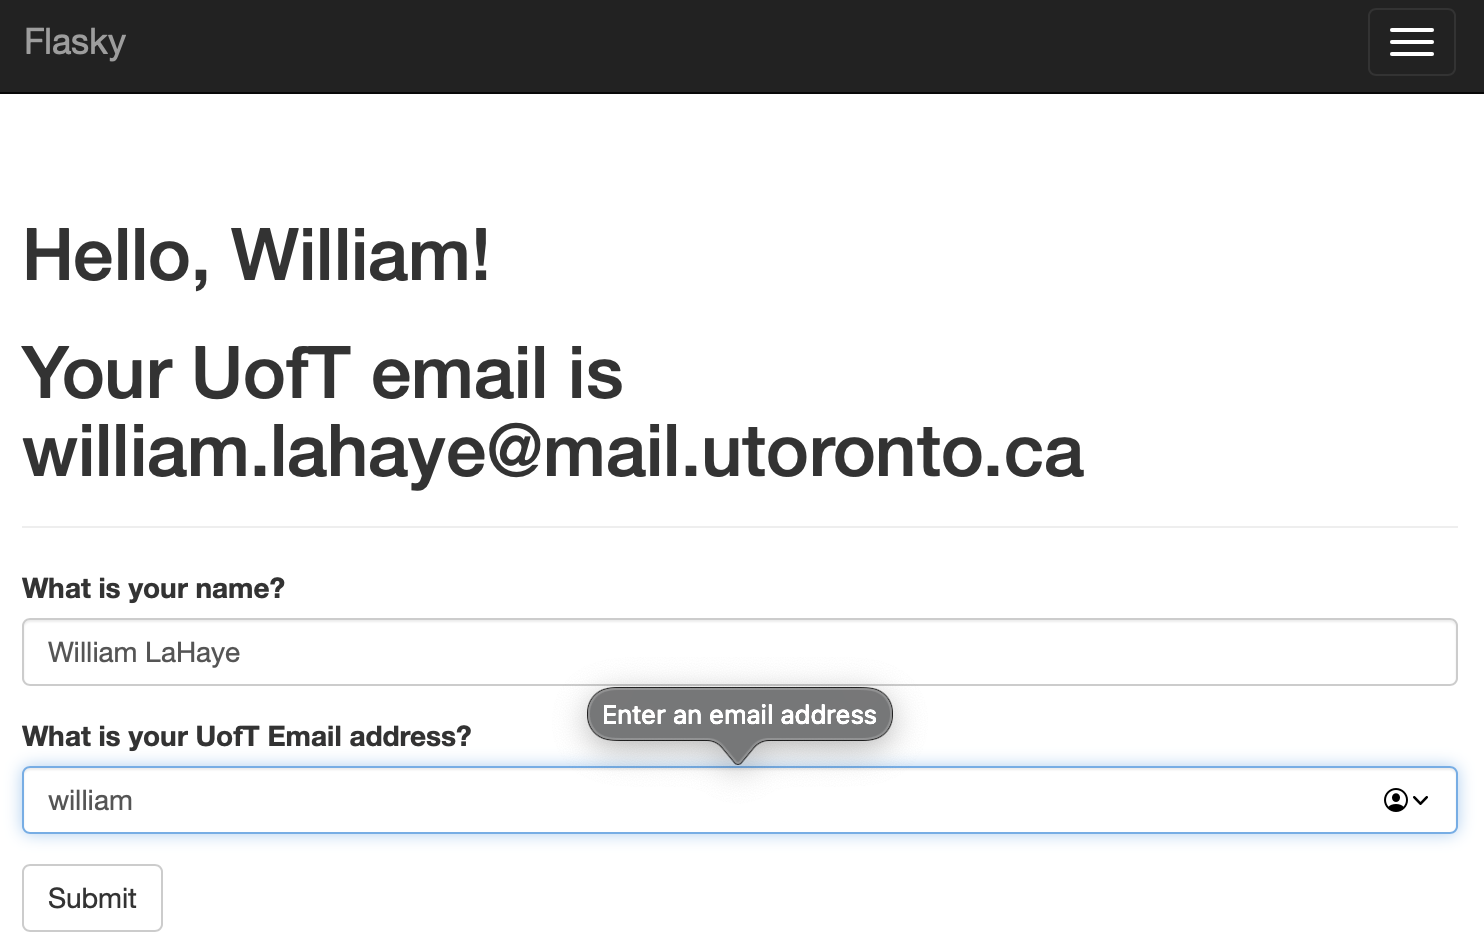 Flasky
Hello, William!
Your UofT email is
william.lahaye@mail.utoronto.ca
What is your name?
William LaHaye
Enter an email address
What is your UofT Email address?
william
Submit